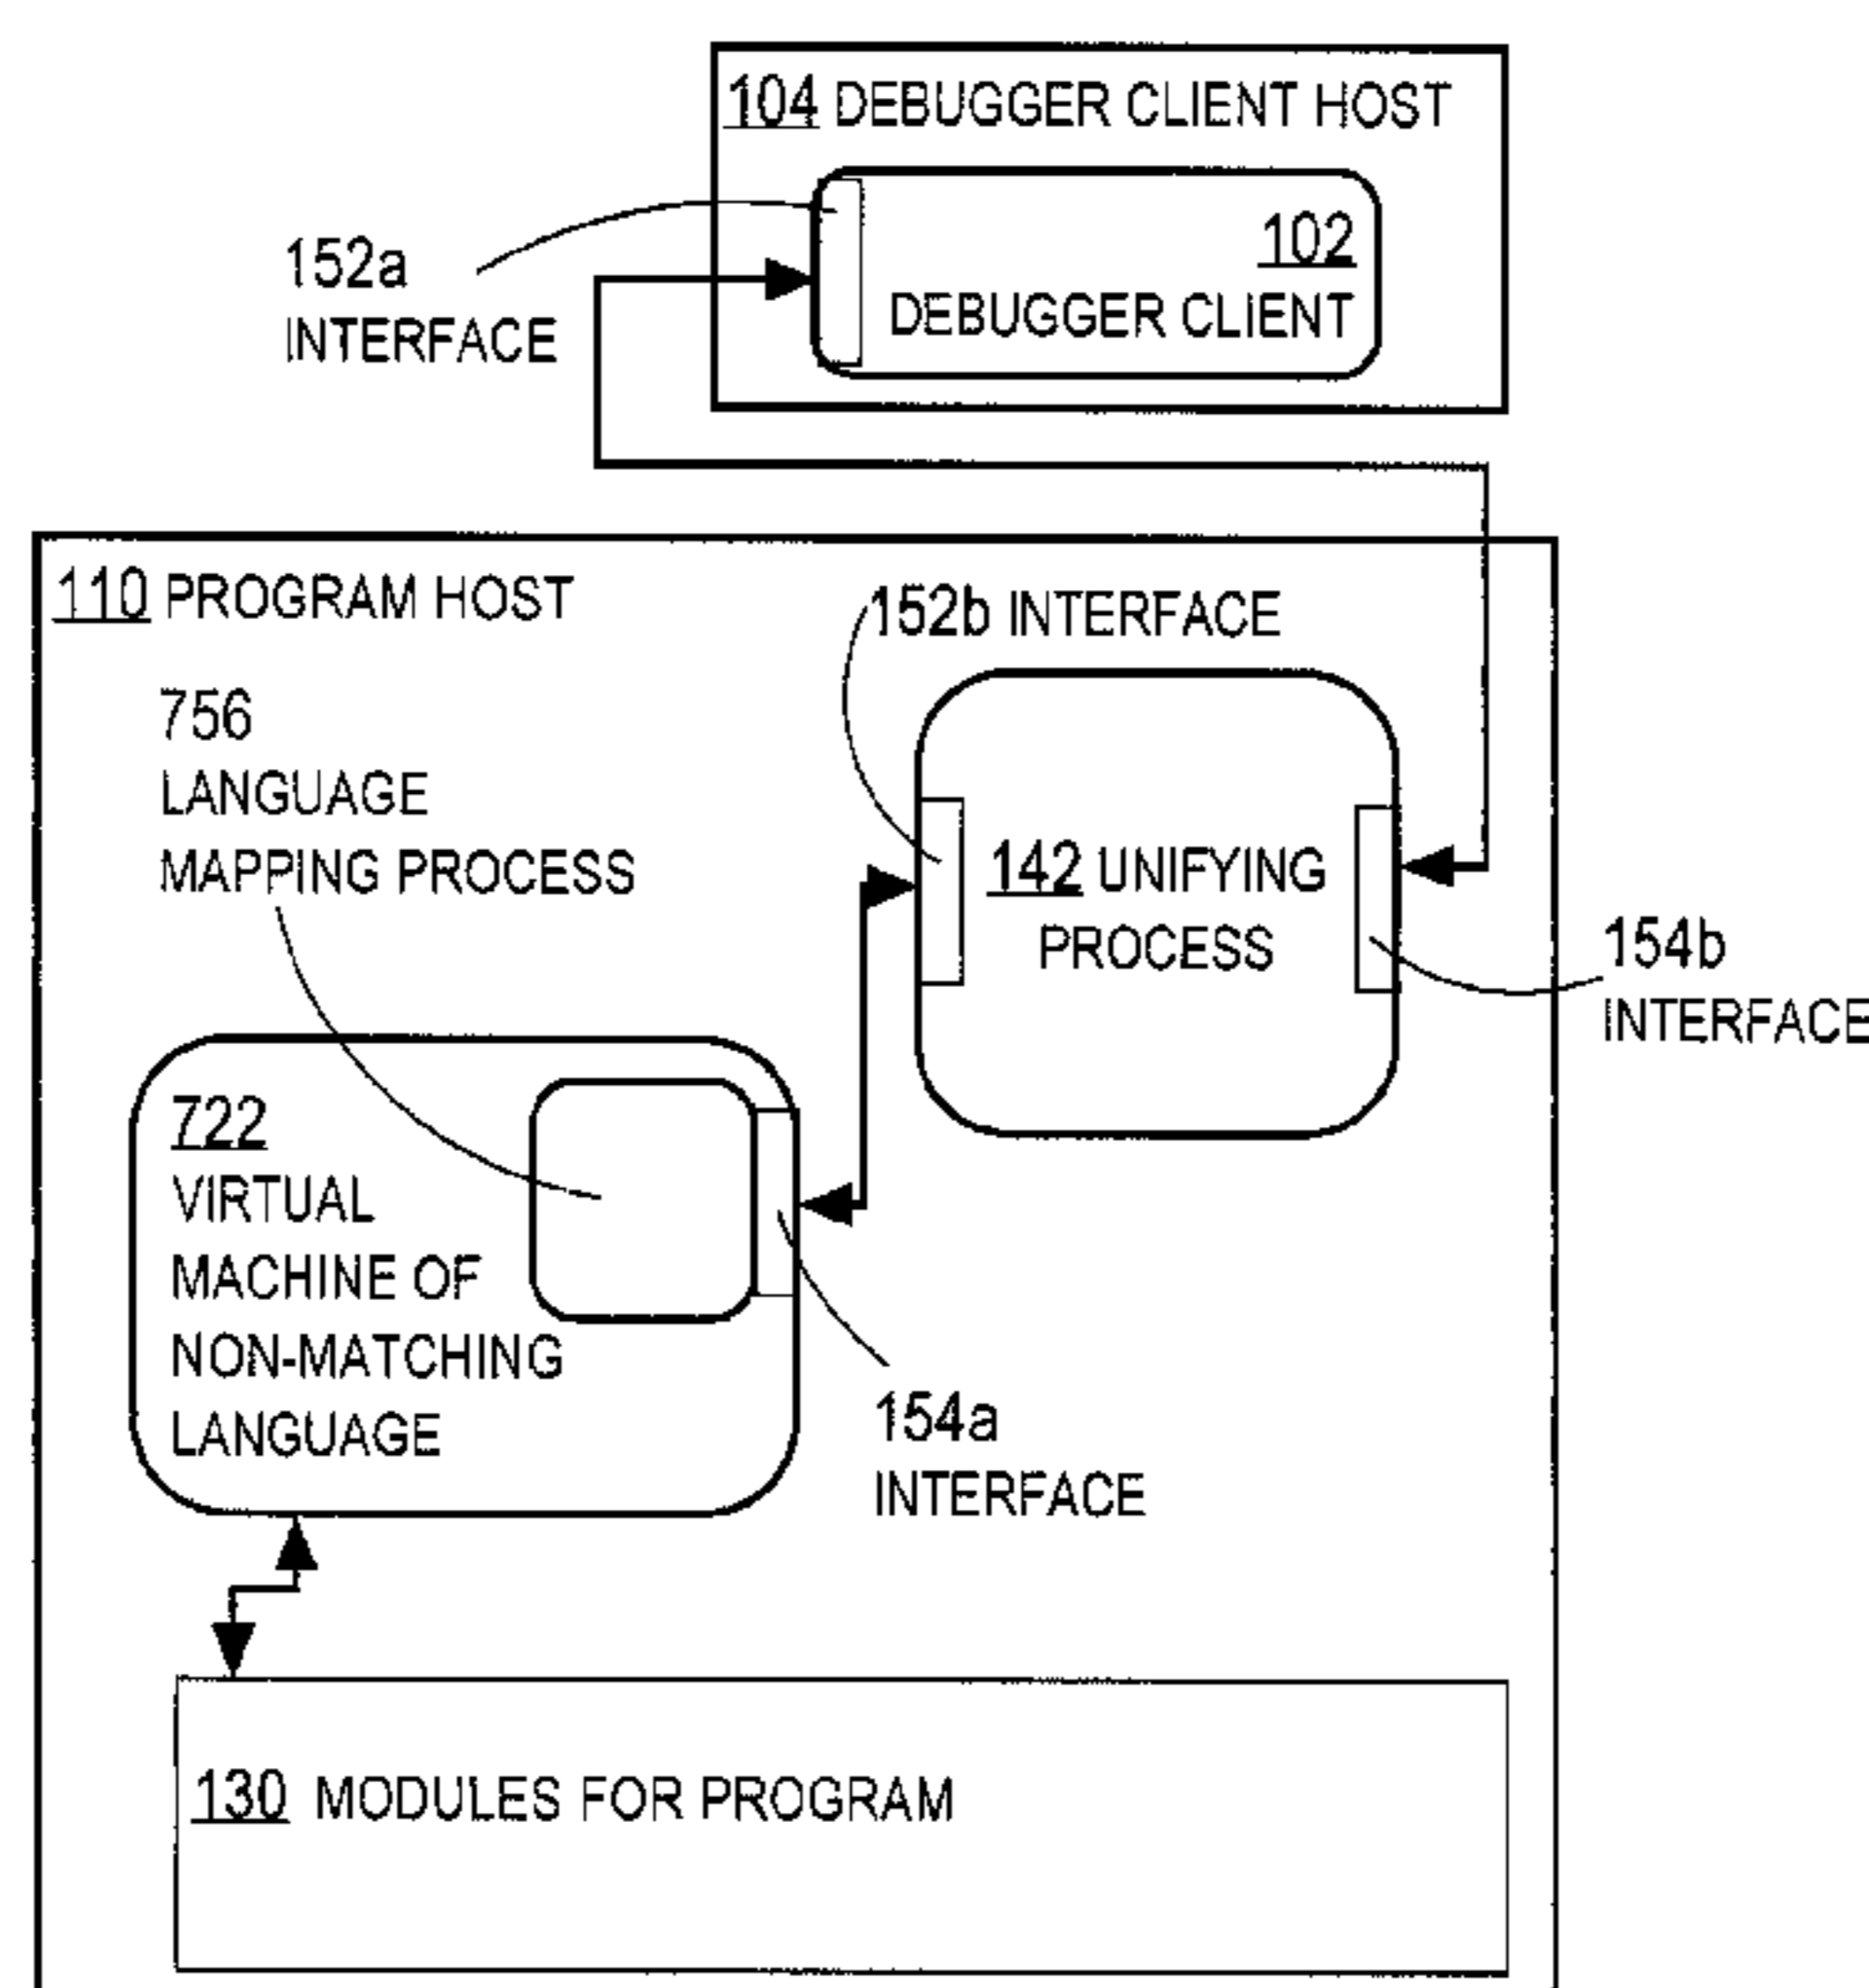 104 DEBUGGER CLIENT HOST
102
DEBUGGER CLIENT
152a
INTERFACE
110 PROGRAM HOST
152b INTERFACE
756
LANGUAGE
MAPPING PROCESS
142 UNIFYING
PROCESS
154b
INTERFACE
722
VIRTUAL
MACHINE OF
NON-MATCHING
LANGUAGE
154a
INTERFACE
130 MODULES FOR PROGRAM